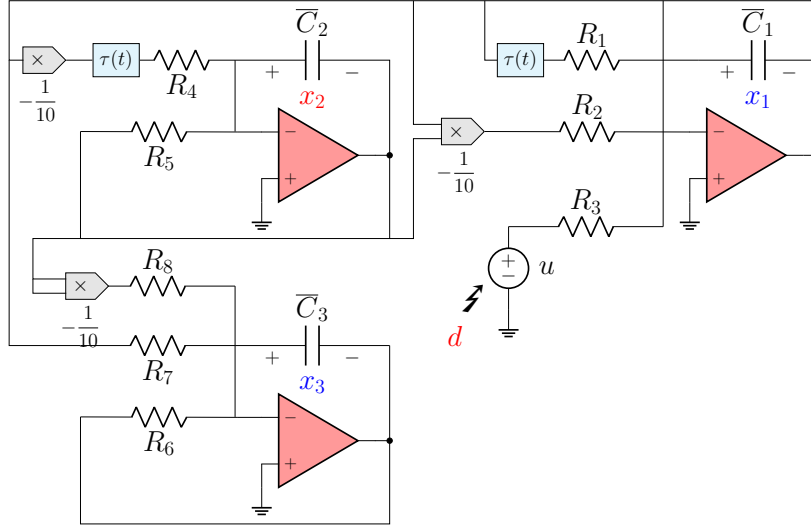 C̅₂
C̅₁
R₁
× τ(t) + − τ(t) + −
R₄
−1/10
x₂
x₁
R₂
− × −
R₅
−1/10
+ +
R₃
R₈
+
× − u
−1/10
C̅₃
d
+ −
R₇
x₃
−
R₆
+